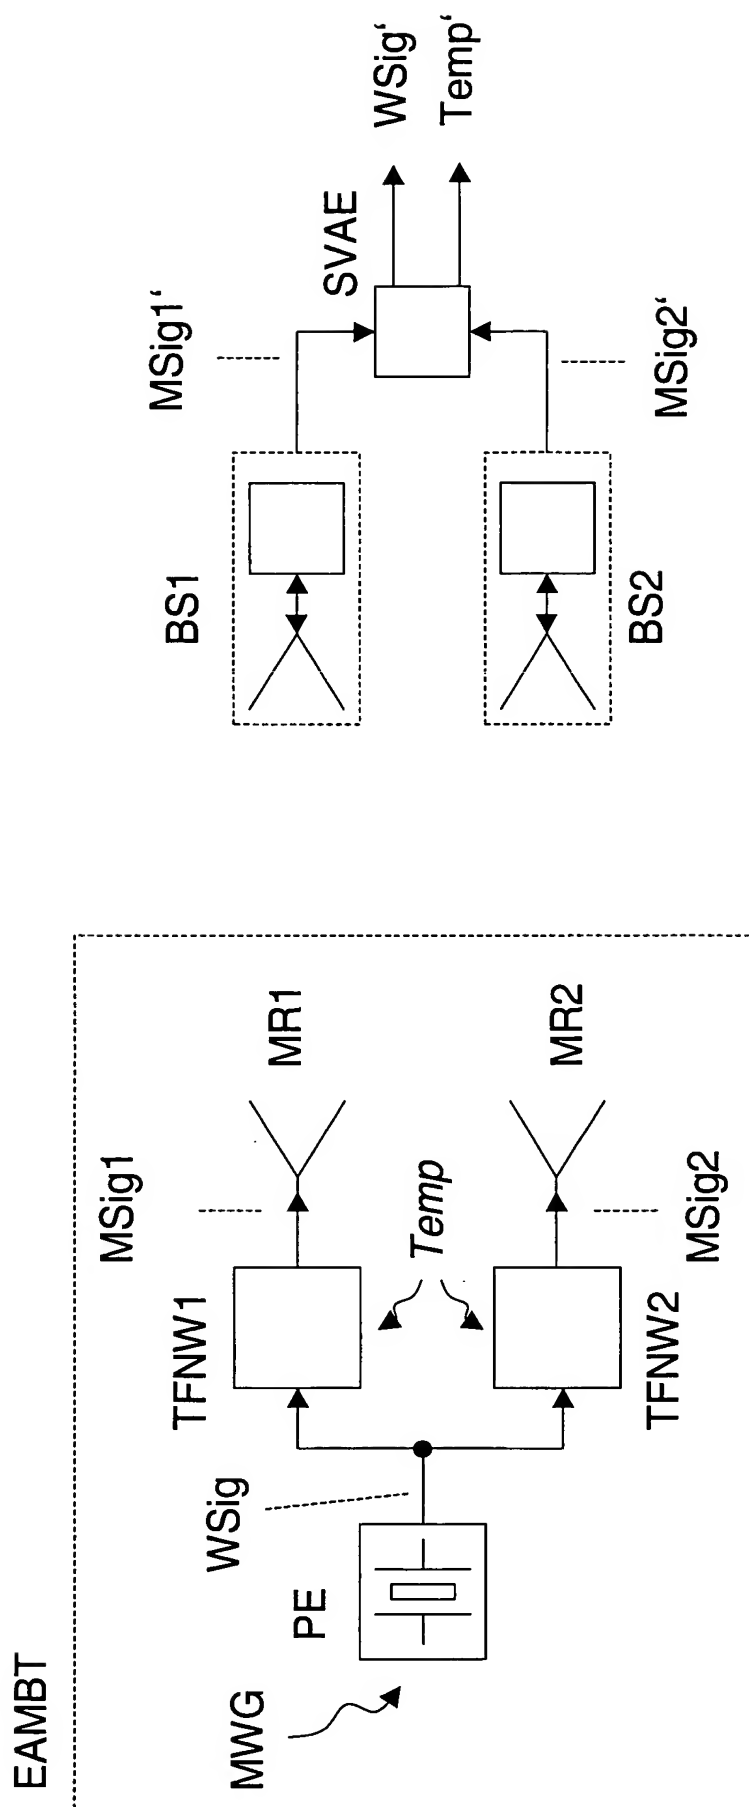 EAMBT
MWG
PE
WSig
TFNW1
MSig1
MR1
Temp
TFNW2
MSig2
MR2
BS1
MSig1‘
BS2
MSig2‘
SVAE
WSig‘
Temp‘